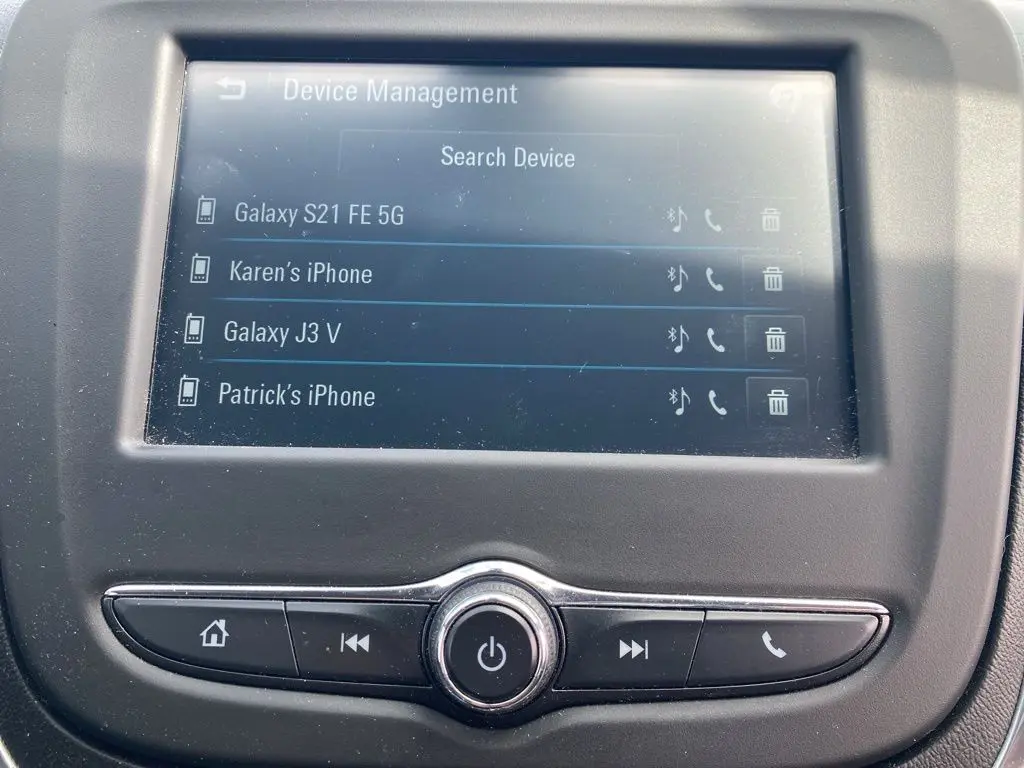 Device Management
Search Device
Galaxy S21 FE 5G
Karen's iPhone
Galaxy J3 V
Patrick's iPhone